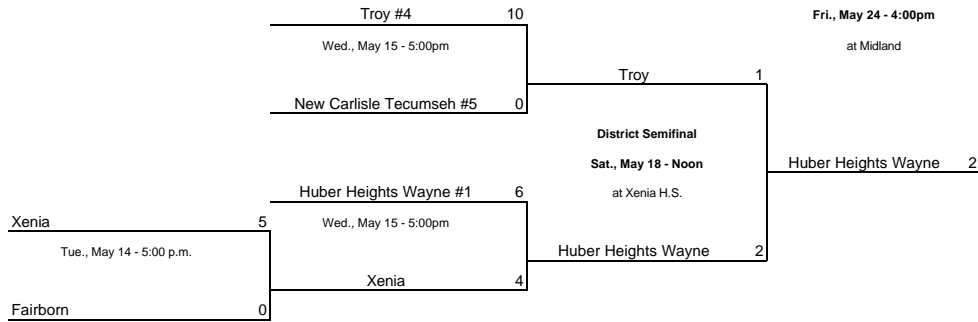 Troy #4 10
Fri., May 24 - 4:00pm
Wed., May 15 - 5:00pm
at Midland
Troy 1
New Carlisle Tecumseh #5 0
District Semifinal
Sat., May 18 - Noon
Huber Heights Wayne 2
Huber Heights Wayne #1 6
at Xenia H.S.
Xenia 5
Wed., May 15 - 5:00pm
Tue., May 14 - 5:00 p.m.
Huber Heights Wayne 2
Xenia 4
Fairborn 0